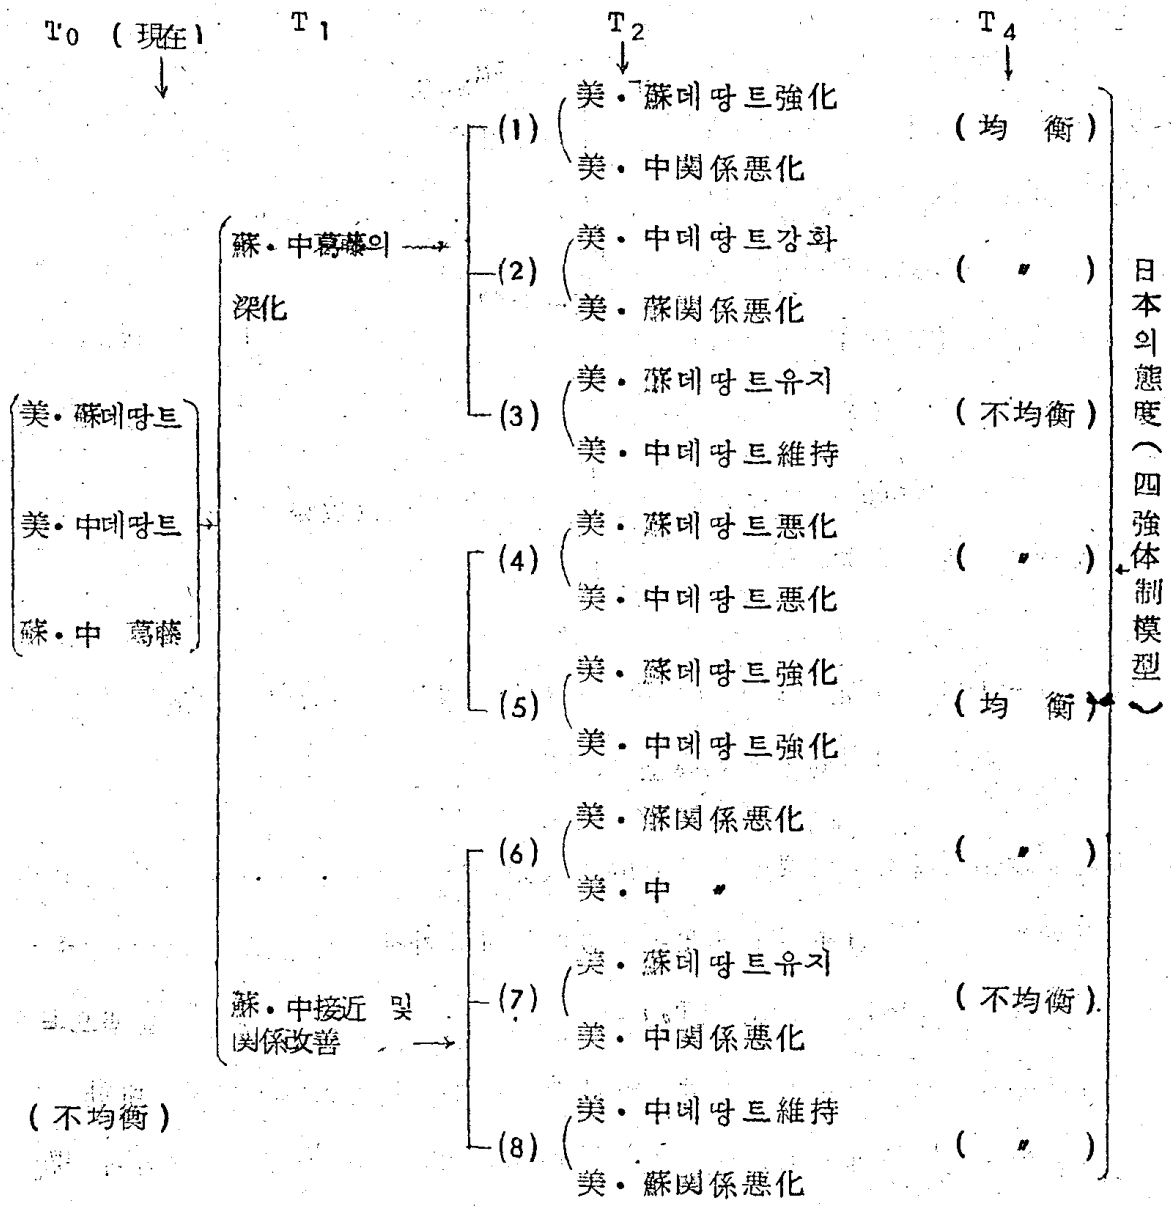 T0 (現在) T1 T2 T4
(1) 美・蘇데땅트強化
美・中関係悪化
(均 衡)
蘇・中葛藤의
深化
(2) 美・中데땅트강화
美・蘇関係悪化
( 〃 )
(3) 美・蘇데땅트유지
美・中데땅트維持
(不均衡)
美・蘇데땅트
美・中데땅트
蘇・中 葛藤
(4) 美・蘇데땅트悪化
美・中데땅트悪化
( 〃 )
(5) 美・蘇데땅트強化
美・中데땅트強化
(均 衡)
(6) 美・蘇関係悪化
美・中 〃
( 〃 )
蘇・中接近 및
関係改善
(7) 美・蘇데땅트유지
美・中関係悪化
(不均衡)
(不均衡)
(8) 美・中데땅트維持
美・蘇関係悪化
( 〃 )
日本의態度(四強体制模型)